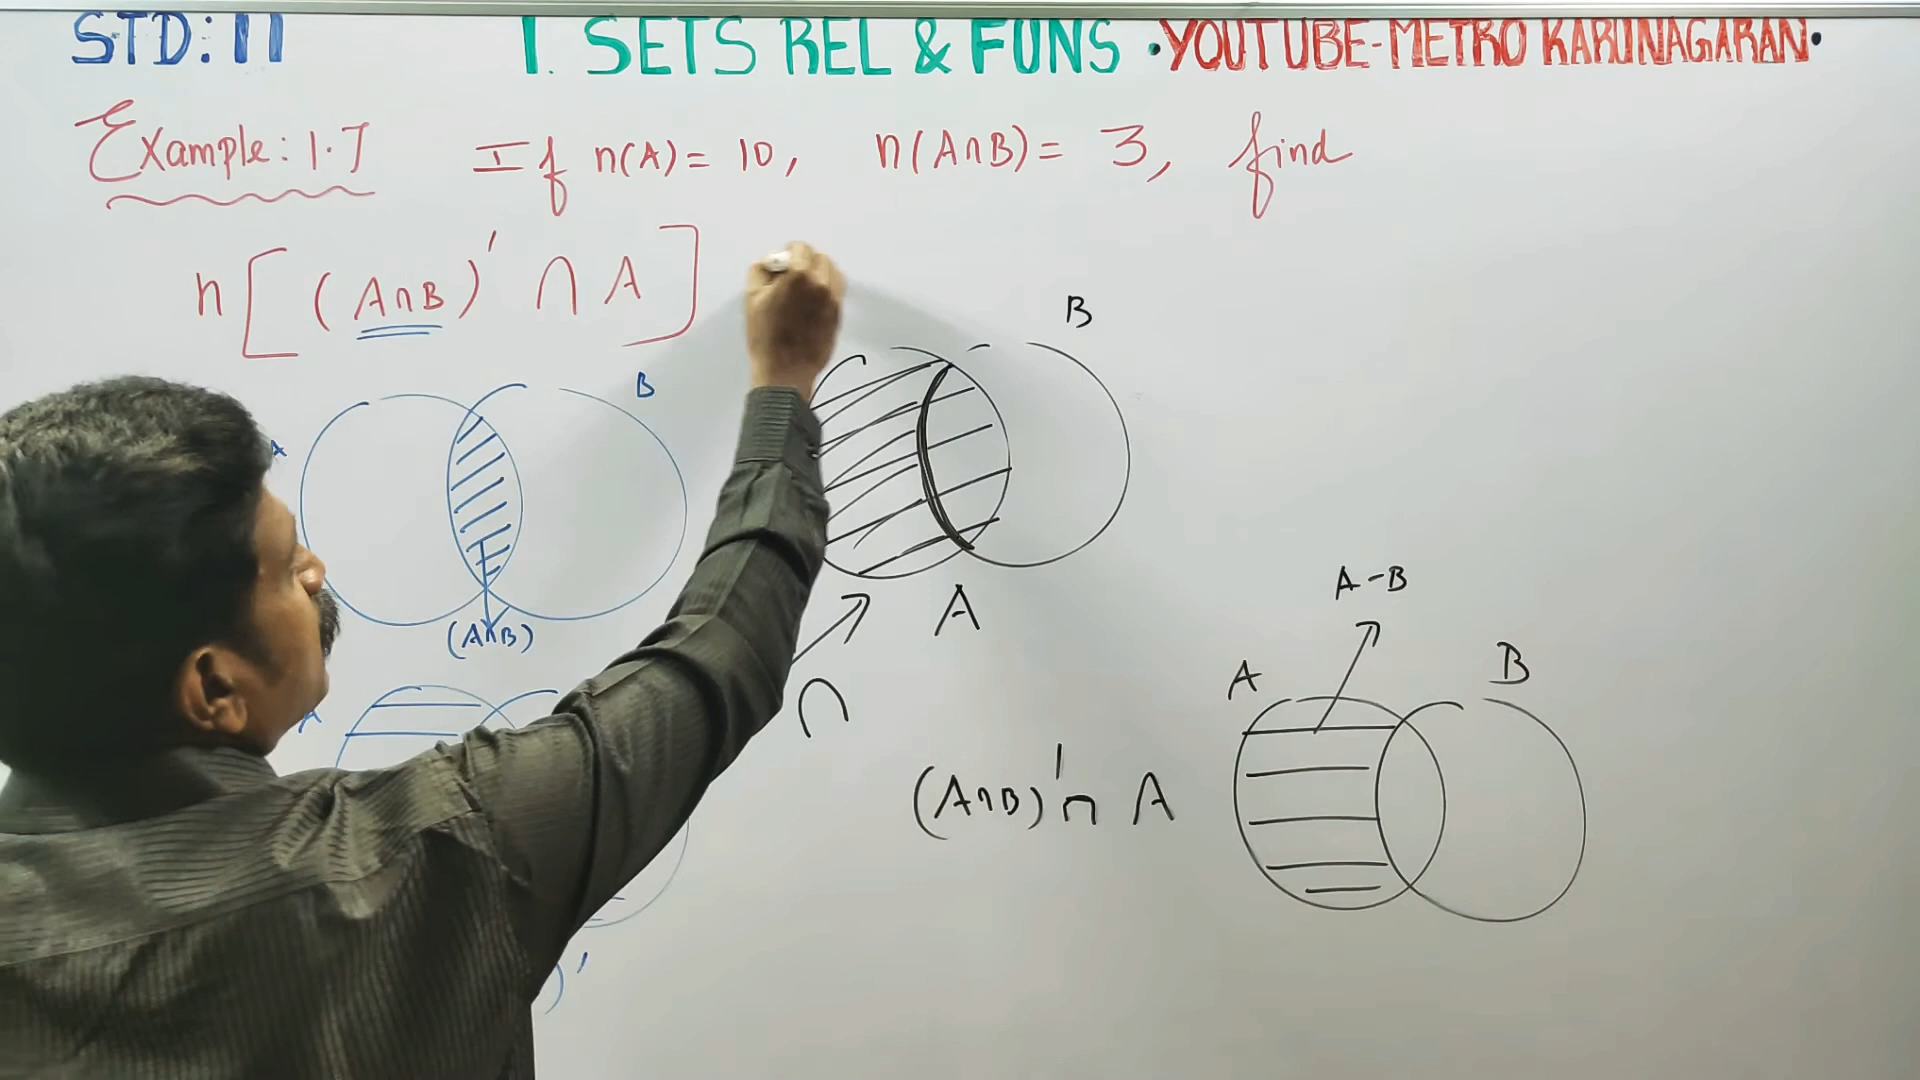 STD: 11 1. SETS REL & FUNS •YOUTUBE-METRO KARUNAGARAN•
Example: 1.7 If n(A)= 10, n(A∩B)= 3, find
n[(A∩B)' ∩ A]
A B
(A∩B)
B
A
A
∩
(A∩B)'∩ A
A-B
A B
)'